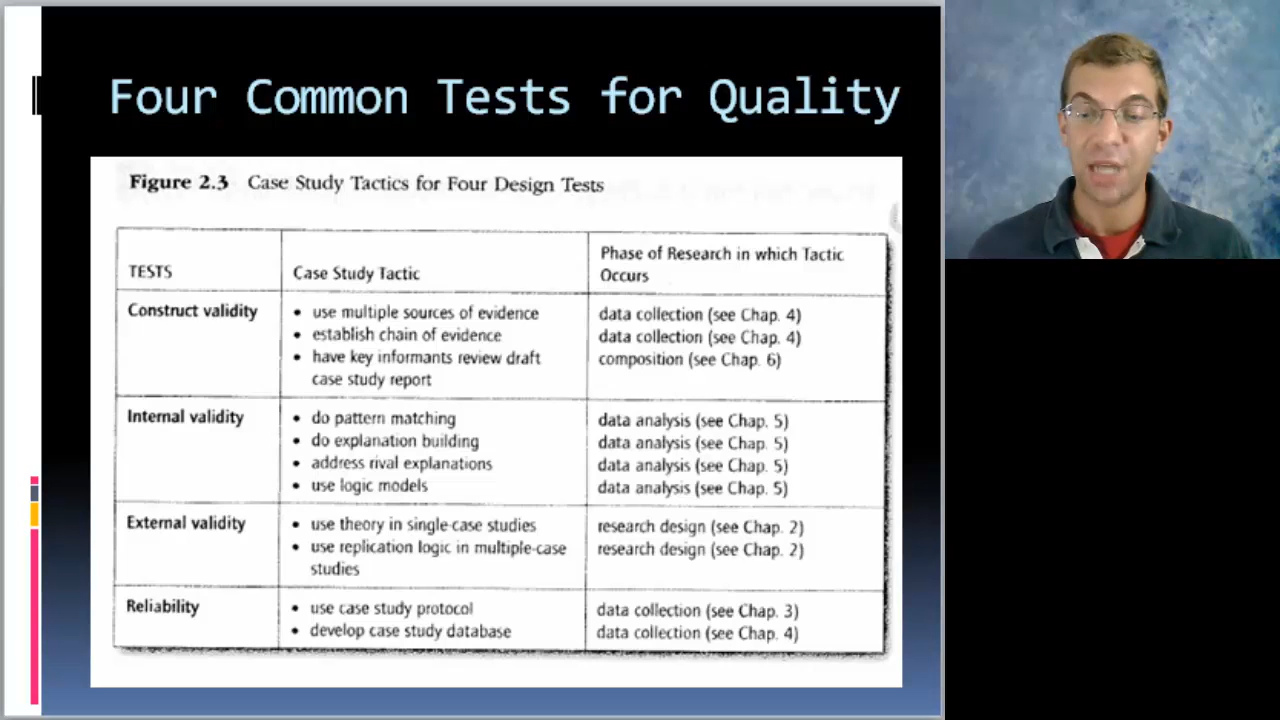 Four Common Tests for Quality
Figure 2.3 Case Study Tactics for Four Design Tests
TESTS
Case Study Tactic
Phase of Research in which Tactic
Occurs
Construct validity
• use multiple sources of evidence
data collection (see Chap. 4)
• establish chain of evidence
data collection (see Chap. 4)
• have key informants review draft
case study report
composition (see Chap. 6)
Internal validity
• do pattern matching
data analysis (see Chap. 5)
• do explanation building
data analysis (see Chap. 5)
• address rival explanations
data analysis (see Chap. 5)
• use logic models
data analysis (see Chap. 5)
External validity
• use theory in single-case studies
research design (see Chap. 2)
• use replication logic in multiple-case
studies
research design (see Chap. 2)
Reliability
• use case study protocol
data collection (see Chap. 3)
• develop case study database
data collection (see Chap. 4)